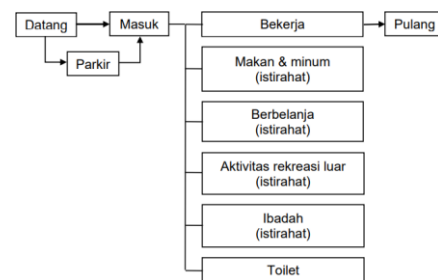 Datang
Masuk
Bekerja
Pulang
Parkir
Makan & minum
(istirahat)
Berbelanja
(istirahat)
Aktivitas rekreasi luar
(istirahat)
Ibadah
(istirahat)
Toilet